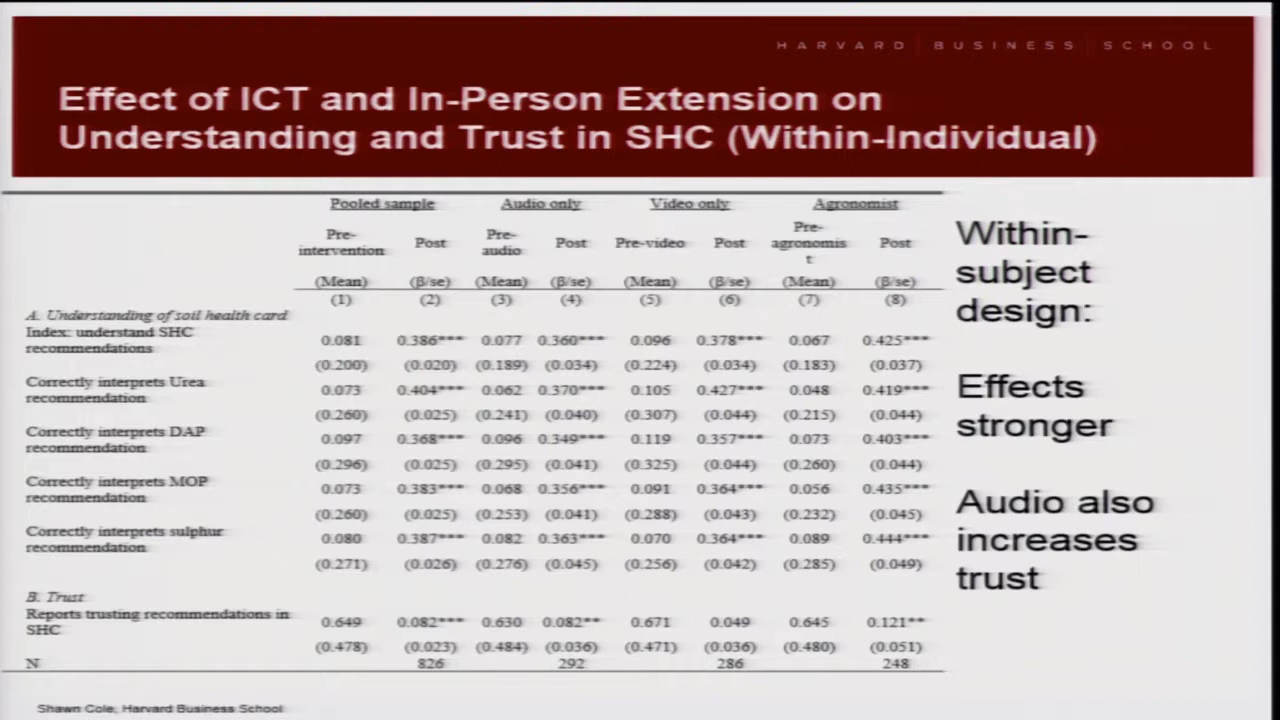 HARVARD | BUSINESS | SCHOOL
Effect of ICT and In-Person Extension on
Understanding and Trust in SHC (Within-Individual)
Pooled sample Audio only Video only Agronomist
Pre-intervention Post Pre-audio Post Pre-video Post Pre-agronomist Post
(Mean) (β/se) (Mean) (β/se) (Mean) (β/se) (Mean) (β/se)
(1) (2) (3) (4) (5) (6) (7) (8)
A. Understanding of soil health card
Index: understand SHC recommendations 0.081 0.386*** 0.077 0.360*** 0.096 0.378*** 0.067 0.425***
(0.200) (0.020) (0.189) (0.034) (0.224) (0.034) (0.183) (0.037)
Correctly interprets Urea recommendation 0.073 0.404*** 0.062 0.370*** 0.105 0.427*** 0.048 0.419***
(0.260) (0.025) (0.241) (0.040) (0.307) (0.044) (0.215) (0.044)
Correctly interprets DAP recommendation 0.097 0.368*** 0.096 0.349*** 0.119 0.357*** 0.073 0.403***
(0.296) (0.025) (0.295) (0.041) (0.325) (0.044) (0.260) (0.044)
Correctly interprets MOP recommendation 0.073 0.383*** 0.068 0.356*** 0.091 0.364*** 0.056 0.435***
(0.260) (0.025) (0.253) (0.041) (0.288) (0.043) (0.232) (0.045)
Correctly interprets sulphur recommendation 0.080 0.387*** 0.082 0.363*** 0.070 0.364*** 0.089 0.444***
(0.271) (0.026) (0.276) (0.045) (0.256) (0.042) (0.285) (0.049)
B. Trust
Reports trusting recommendations in SHC 0.649 0.082*** 0.630 0.082** 0.671 0.049 0.645 0.121**
(0.478) (0.023) (0.484) (0.036) (0.471) (0.036) (0.480) (0.051)
N 826 292 286 248
Within-
subject
design:
Effects
stronger
Audio also
increases
trust
Shawn Cole, Harvard Business School